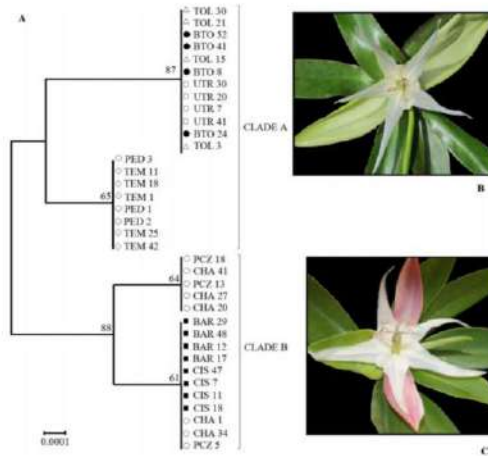 A
TOL 30
TOL 21
BTO 52
BTO 41
TOL 15
BTO 8
UTR 30
UTR 20
UTR 7
UTR 41
BTO 24
TOL 3
87
CLADE A
PED 3
TEM 11
TEM 18
TEM 1
PED 1
PED 2
TEM 25
TEM 42
65
PCZ 18
CHA 41
PCZ 13
CHA 27
CHA 20
64
88
BAR 29
BAR 48
BAR 12
BAR 17
CIS 47
CIS 7
CIS 11
CIS 18
CHA 1
CHA 34
PCZ 5
61
CLADE B
0.0001
B
C